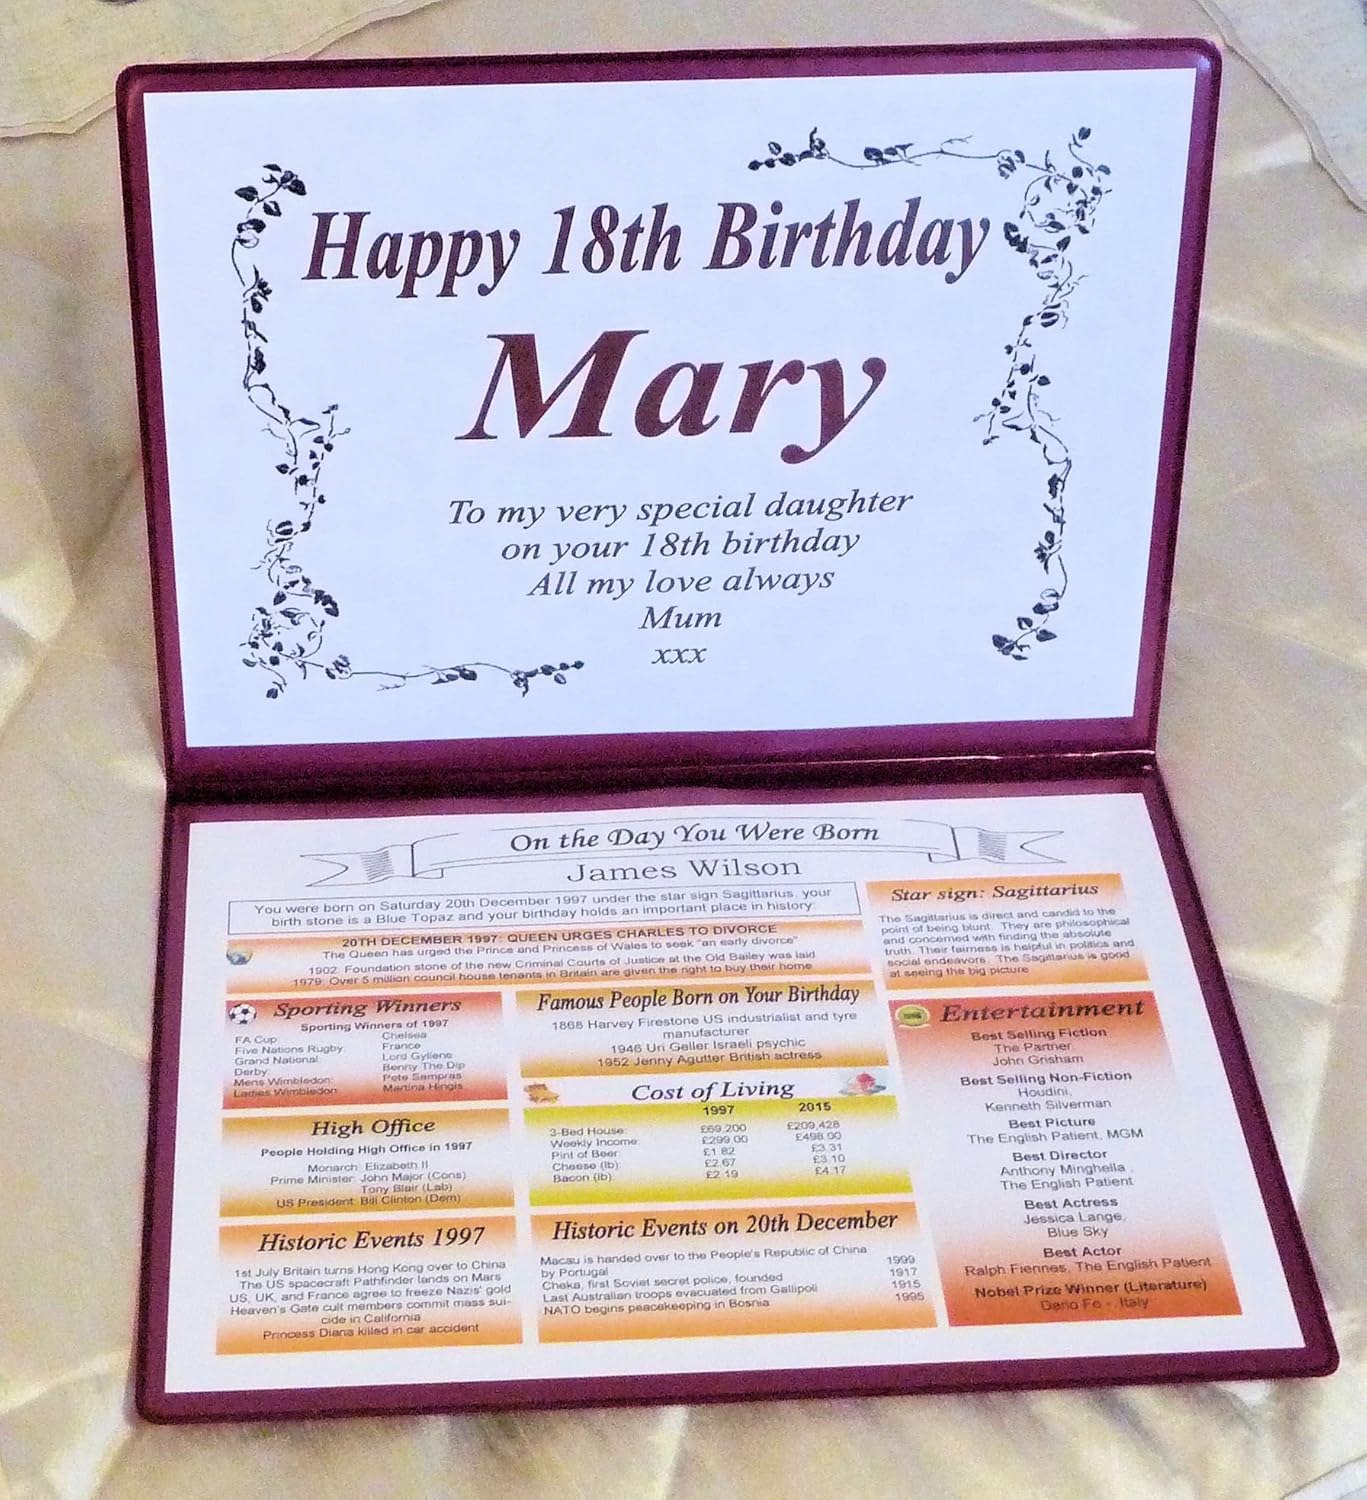 Happy 18th Birthday
Mary
To my very special daughter
on your 18th birthday
All my love always
Mum
xxx
On the Day You Were Born
James Wilson
You were born on Saturday 20th December 1997 under the star sign Sagittarius, your
birth stone is a Blue Topaz and your birthday holds an important place in history:
20TH DECEMBER 1997: QUEEN URGES CHARLES TO DIVORCE
The Queen has urged the Prince and Princess of Wales to seek "an early divorce"
1902: Foundation stone of the new Criminal Courts of Justice at the Old Bailey was laid
1979: Over 5 million council house tenants in Britain are given the right to buy their home
Star sign: Sagittarius
The Sagittarius is direct and candid to the
point of being blunt. They are philosophical
and concerned with finding the absolute
truth. Their fairness is helpful in politics and
social endeavors. The Sagittarius is good
at seeing the big picture
Sporting Winners
Sporting Winners of 1997
FA Cup: Chelsea
Five Nations Rugby: France
Grand National: Lord Gyllene
Derby: Benny The Dip
Mens Wimbledon: Pete Sampras
Ladies Wimbledon: Martina Hingis
High Office
People Holding High Office in 1997
Monarch: Elizabeth II
Prime Minister: John Major (Cons)
Tony Blair (Lab)
US President: Bill Clinton (Dem)
Historic Events 1997
1st July Britain turns Hong Kong over to China
The US spacecraft Pathfinder lands on Mars
US, UK, and France agree to freeze Nazis' gold
Heaven's Gate cult members commit mass sui-
cide in California
Princess Diana killed in car accident
Famous People Born on Your Birthday
1868 Harvey Firestone US industrialist and tyre
manufacturer
1946 Uri Geller Israeli psychic
1952 Jenny Agutter British actress
Cost of Living
1997 2015
3-Bed House: £69,200 £209,428
Weekly Income: £299.00 £498.00
Pint of Beer: £1.82 £3.31
Cheese (lb): £2.67 £3.10
Bacon (lb): £2.19 £4.17
Historic Events on 20th December
Macau is handed over to the People's Republic of China
by Portugal 1999
Cheka, first Soviet secret police, founded 1917
Last Australian troops evacuated from Gallipoli 1915
NATO begins peacekeeping in Bosnia 1995
Entertainment
Best Selling Fiction
The Partner:
John Grisham
Best Selling Non-Fiction
Houdini,
Kenneth Silverman
Best Picture
The English Patient, MGM
Best Director
Anthony Minghella ,
The English Patient
Best Actress
Jessica Lange,
Blue Sky
Best Actor
Ralph Fiennes, The English Patient
Nobel Prize Winner (Literature)
Dario Fo - , Italy